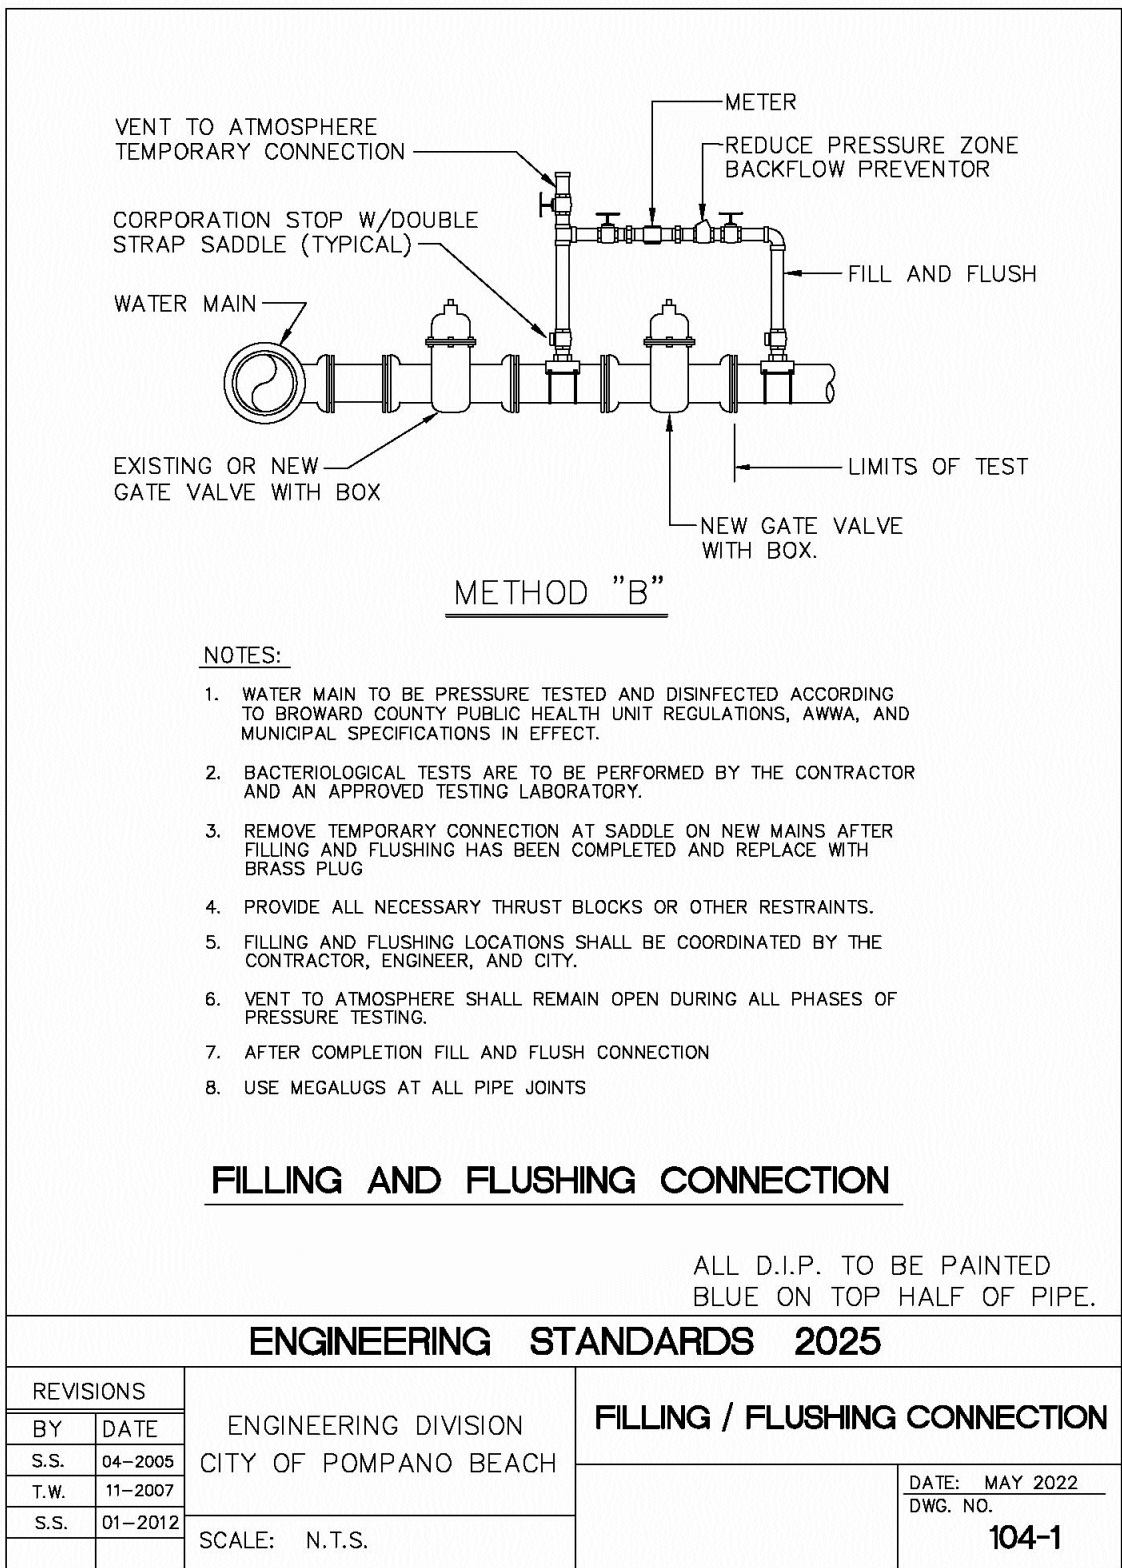 METER
VENT TO ATMOSPHERE
TEMPORARY CONNECTION
REDUCE PRESSURE ZONE
BACKFLOW PREVENTOR
CORPORATION STOP W/DOUBLE
STRAP SADDLE (TYPICAL)
FILL AND FLUSH
WATER MAIN
EXISTING OR NEW
GATE VALVE WITH BOX
LIMITS OF TEST
NEW GATE VALVE
WITH BOX.
METHOD "B"
NOTES:
1. WATER MAIN TO BE PRESSURE TESTED AND DISINFECTED ACCORDING
TO BROWARD COUNTY PUBLIC HEALTH UNIT REGULATIONS, AWWA, AND
MUNICIPAL SPECIFICATIONS IN EFFECT.
2. BACTERIOLOGICAL TESTS ARE TO BE PERFORMED BY THE CONTRACTOR
AND AN APPROVED TESTING LABORATORY.
3. REMOVE TEMPORARY CONNECTION AT SADDLE ON NEW MAINS AFTER
FILLING AND FLUSHING HAS BEEN COMPLETED AND REPLACE WITH
BRASS PLUG
4. PROVIDE ALL NECESSARY THRUST BLOCKS OR OTHER RESTRAINTS.
5. FILLING AND FLUSHING LOCATIONS SHALL BE COORDINATED BY THE
CONTRACTOR, ENGINEER, AND CITY.
6. VENT TO ATMOSPHERE SHALL REMAIN OPEN DURING ALL PHASES OF
PRESSURE TESTING.
7. AFTER COMPLETION FILL AND FLUSH CONNECTION
8. USE MEGALUGS AT ALL PIPE JOINTS
FILLING AND FLUSHING CONNECTION
ALL D.I.P. TO BE PAINTED
BLUE ON TOP HALF OF PIPE.
ENGINEERING STANDARDS 2025
REVISIONS
BY DATE
S.S. 04-2005
T.W. 11-2007
S.S. 01-2012
ENGINEERING DIVISION
CITY OF POMPANO BEACH
SCALE: N.T.S.
FILLING / FLUSHING CONNECTION
DATE: MAY 2022
DWG. NO.
104-1